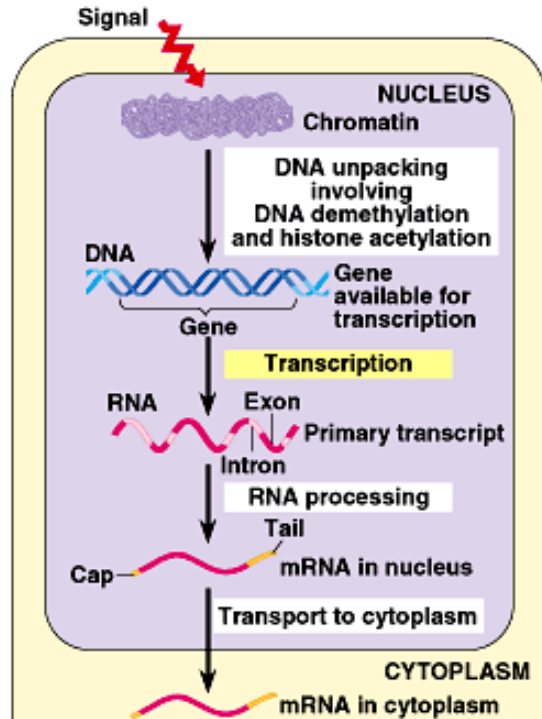 Signal
NUCLEUS
Chromatin
DNA unpacking
involving
DNA demethylation
and histone acetylation
DNA
Gene
available for
transcription
Gene
Transcription
RNA
Exon
Primary transcript
Intron
RNA processing
Tail
Cap
mRNA in nucleus
Transport to cytoplasm
CYTOPLASM
mRNA in cytoplasm